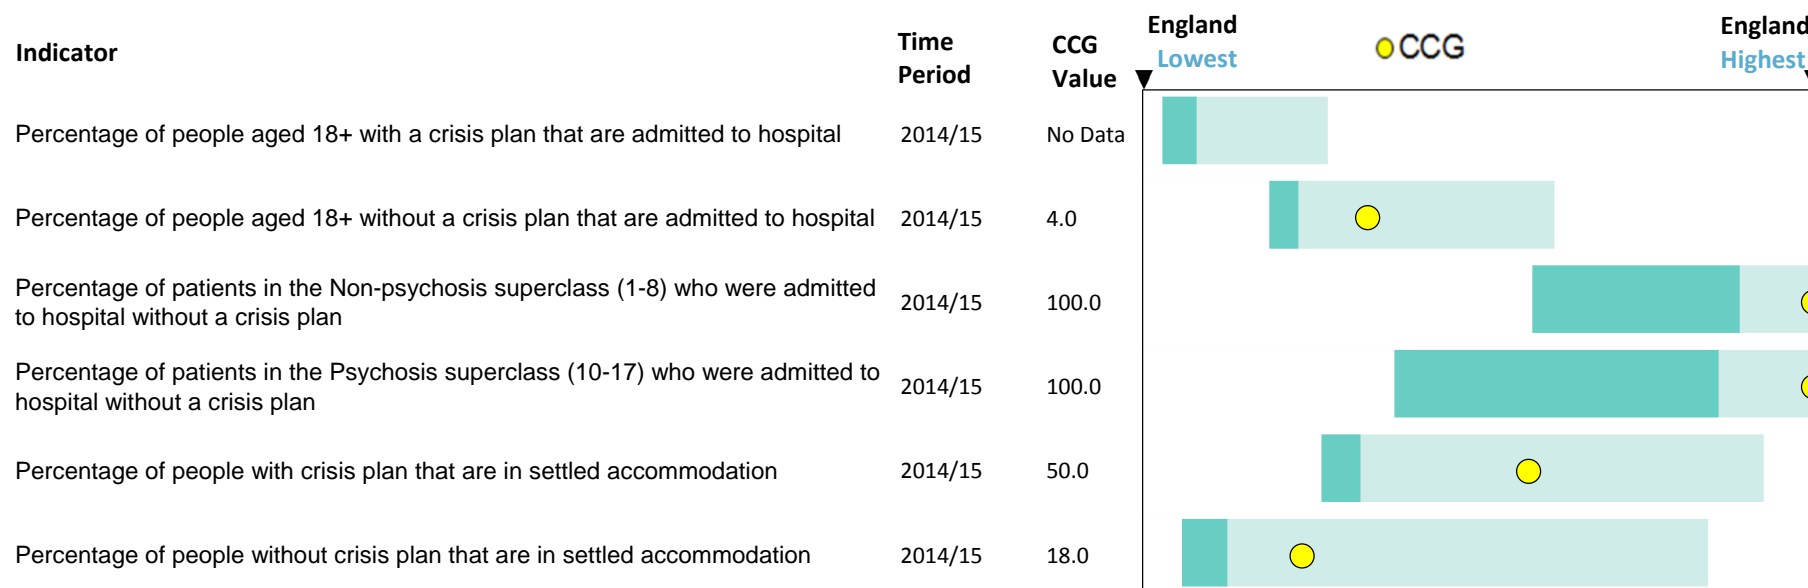 Indicator
Time
Period
CCG
Value
England
Lowest
CCG
England
Highest
Percentage of people aged 18+ with a crisis plan that are admitted to hospital 2014/15 No Data
Percentage of people aged 18+ without a crisis plan that are admitted to hospital 2014/15 4.0
Percentage of patients in the Non-psychosis superclass (1-8) who were admitted
to hospital without a crisis plan 2014/15 100.0
Percentage of patients in the Psychosis superclass (10-17) who were admitted to
hospital without a crisis plan 2014/15 100.0
Percentage of people with crisis plan that are in settled accommodation 2014/15 50.0
Percentage of people without crisis plan that are in settled accommodation 2014/15 18.0